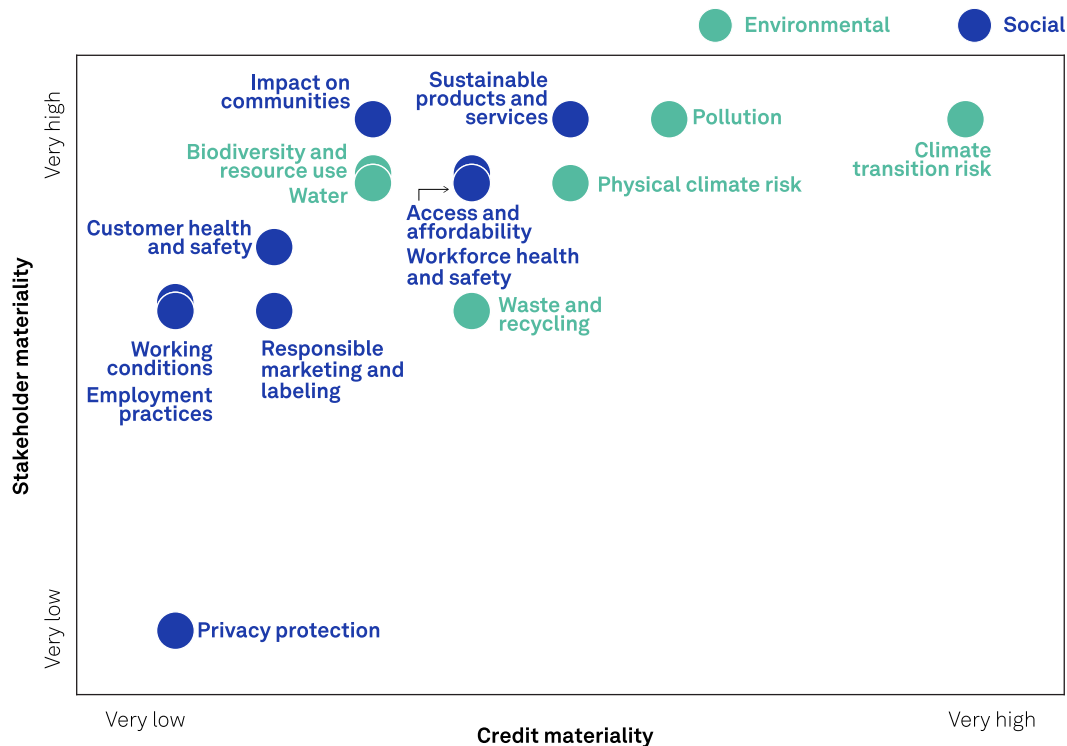 Environmental
Social
Very high
Impact on
communities
Sustainable
products and
services
Pollution
Climate
transition risk
Biodiversity and
resource use
Water
Physical climate risk
Access and
affordability
Workforce health
and safety
Customer health
and safety
Waste and
recycling
Working
conditions
Employment
practices
Responsible
marketing and
labeling
Stakeholder materiality
Very low
Privacy protection
Very low
Credit materiality
Very high